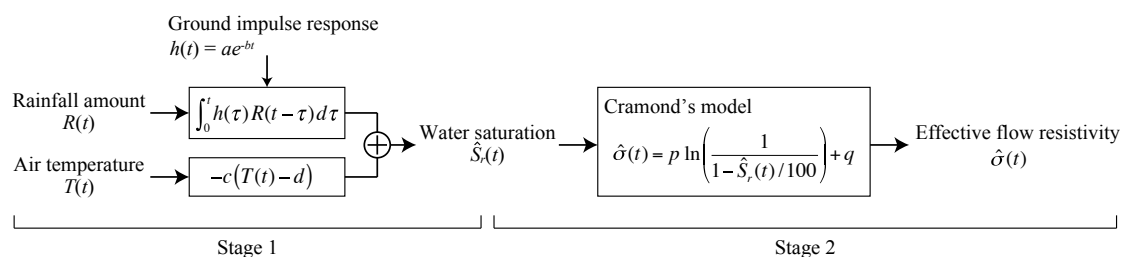 Ground impulse response
h(t) = ae^{-bt}
Rainfall amount
R(t)
∫₀ᵗ h(τ)R(t − τ)dτ
Air temperature
T(t)
−c(T(t) − d)
+
Water saturation
Ŝ_r(t)
Cramond's model
σ̂(t) = p ln(1 / (1 − Ŝ_r(t)/100)) + q
Effective flow resistivity
σ̂(t)
Stage 1
Stage 2